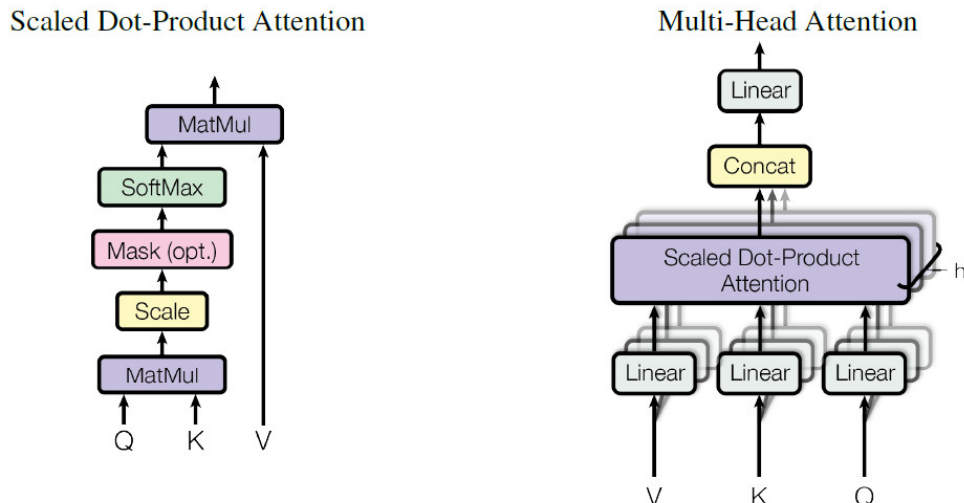 Scaled Dot-Product Attention
MatMul
SoftMax
Mask (opt.)
Scale
MatMul
Q K V
Multi-Head Attention
Linear
Concat
Scaled Dot-Product
Attention
h
Linear Linear Linear
V K Q